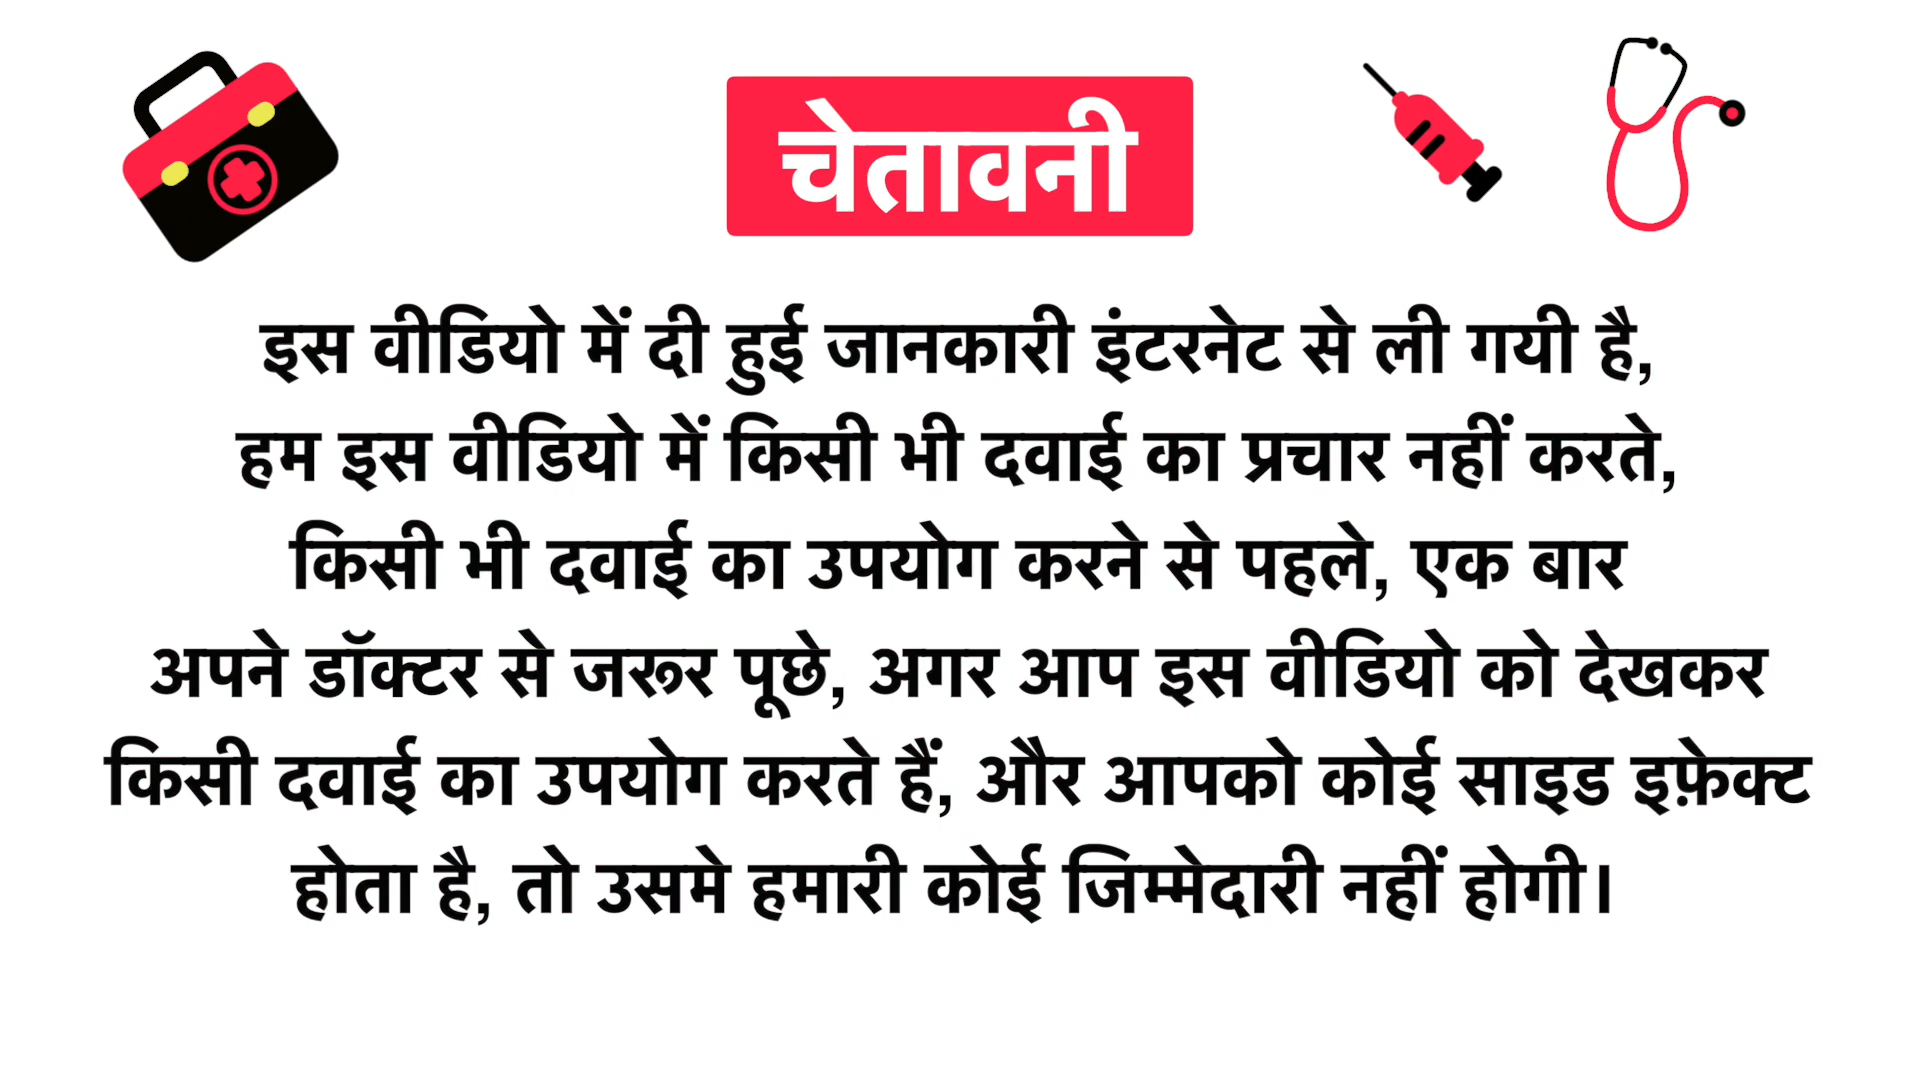 चेतावनी
इस वीडियो में दी हुई जानकारी इंटरनेट से ली गयी है,
हम इस वीडियो में किसी भी दवाई का प्रचार नहीं करते,
किसी भी दवाई का उपयोग करने से पहले, एक बार
अपने डॉक्टर से जरूर पूछे, अगर आप इस वीडियो को देखकर
किसी दवाई का उपयोग करते हैं, और आपको कोई साइड इफ़ेक्ट
होता है, तो उसमे हमारी कोई जिम्मेदारी नहीं होगी।